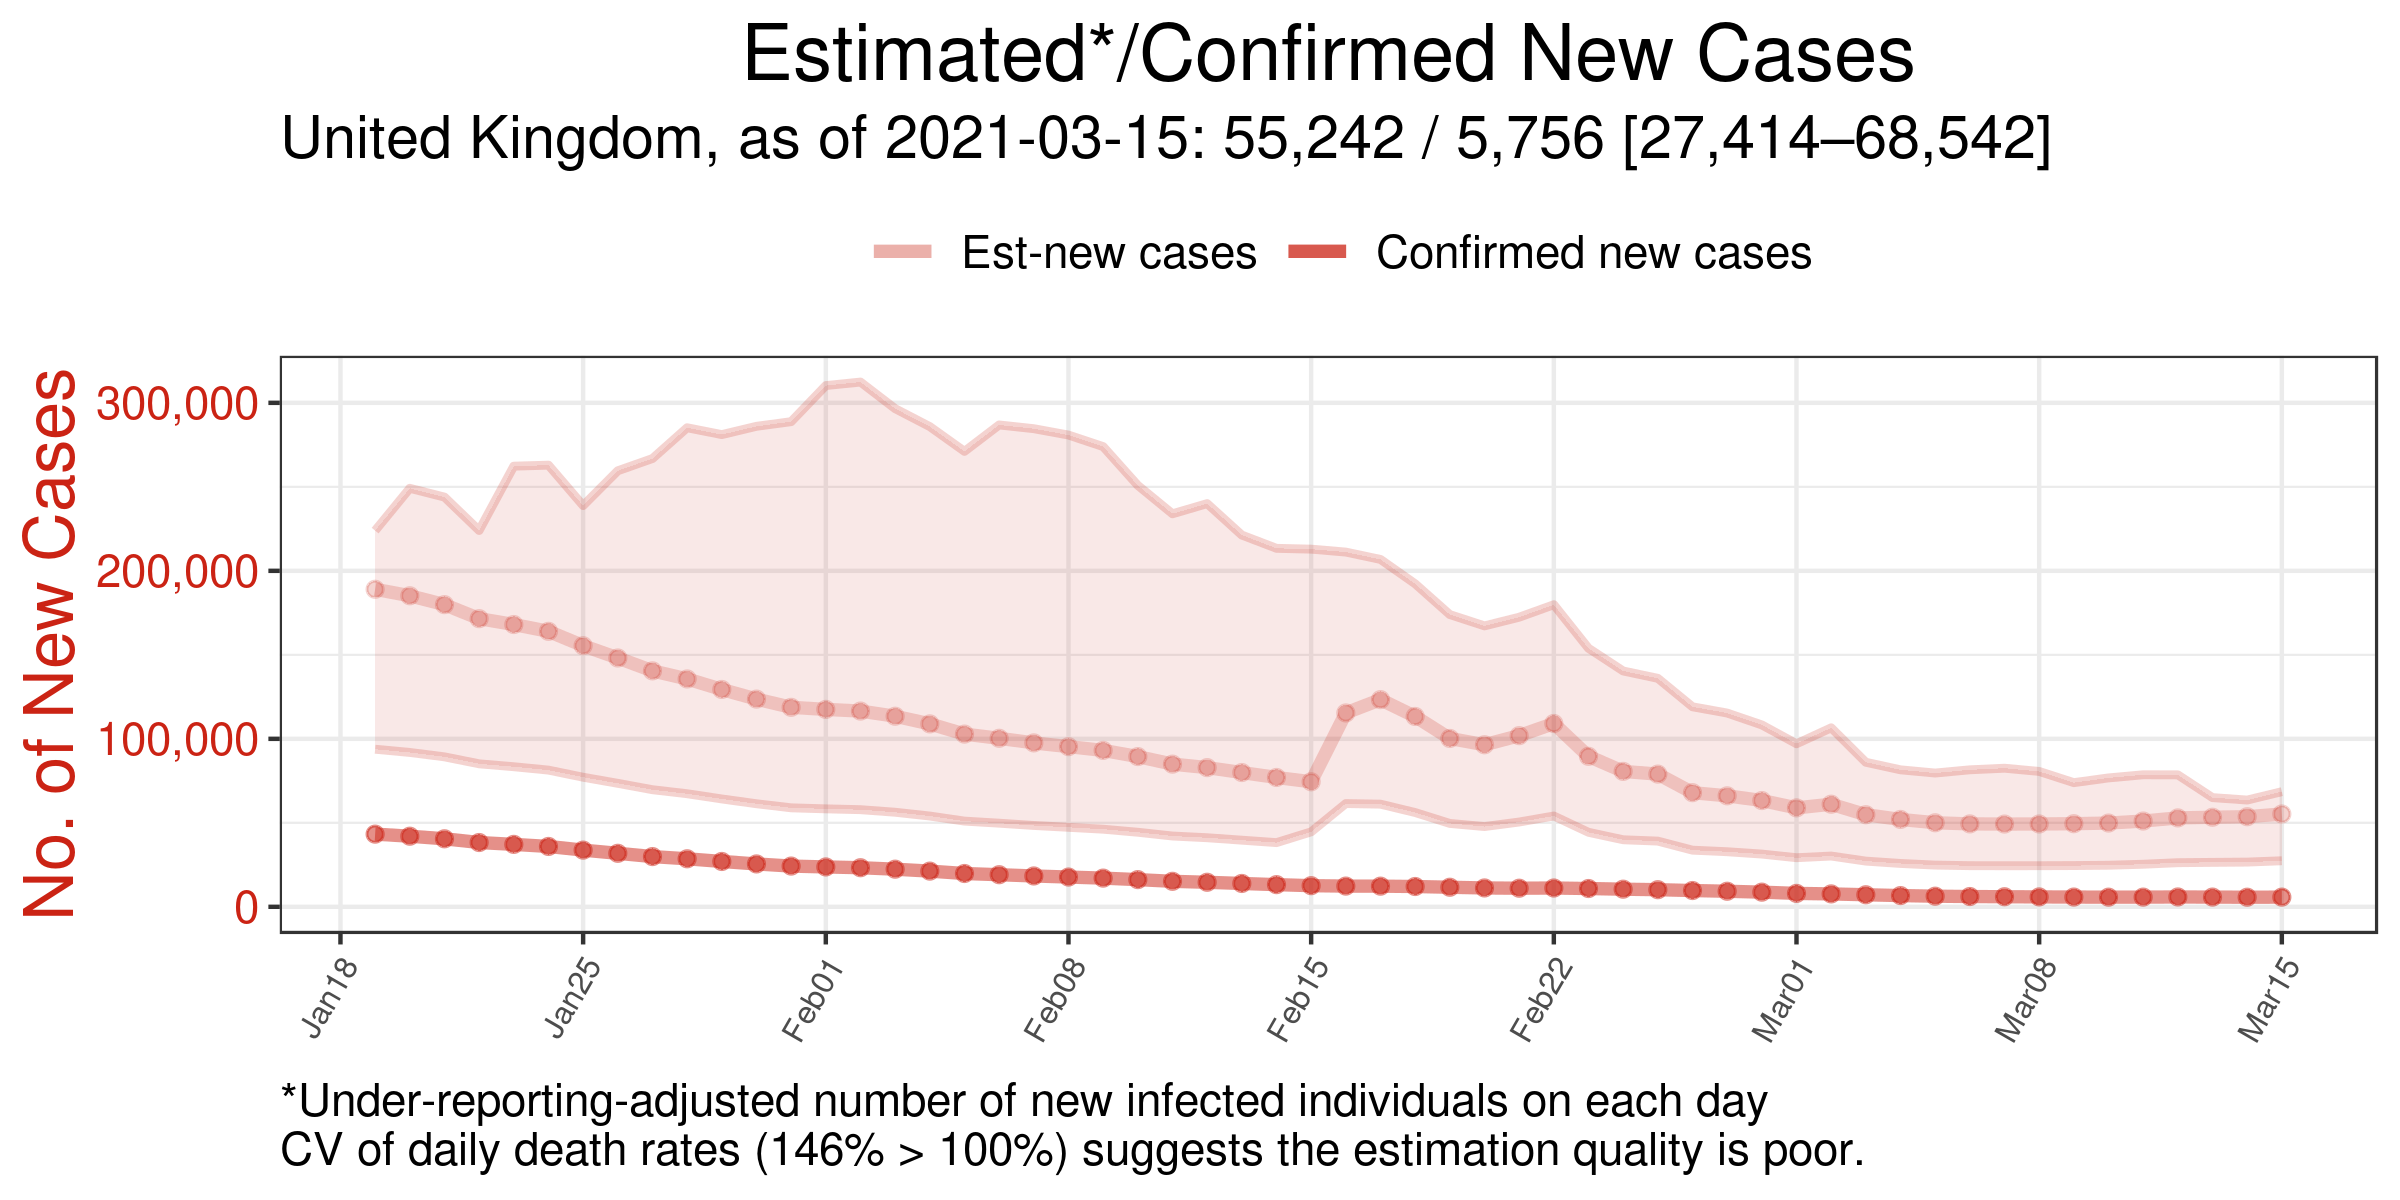 Estimated*/Confirmed New Cases
United Kingdom, as of 2021-03-15: 55,242 / 5,756 [27,414–68,542]
Est-new cases Confirmed new cases
No. of New Cases
300,000
200,000
100,000
0
Jan18 Jan25 Feb01 Feb08 Feb15 Feb22 Mar01 Mar08 Mar15
*Under-reporting-adjusted number of new infected individuals on each day
CV of daily death rates (146% > 100%) suggests the estimation quality is poor.